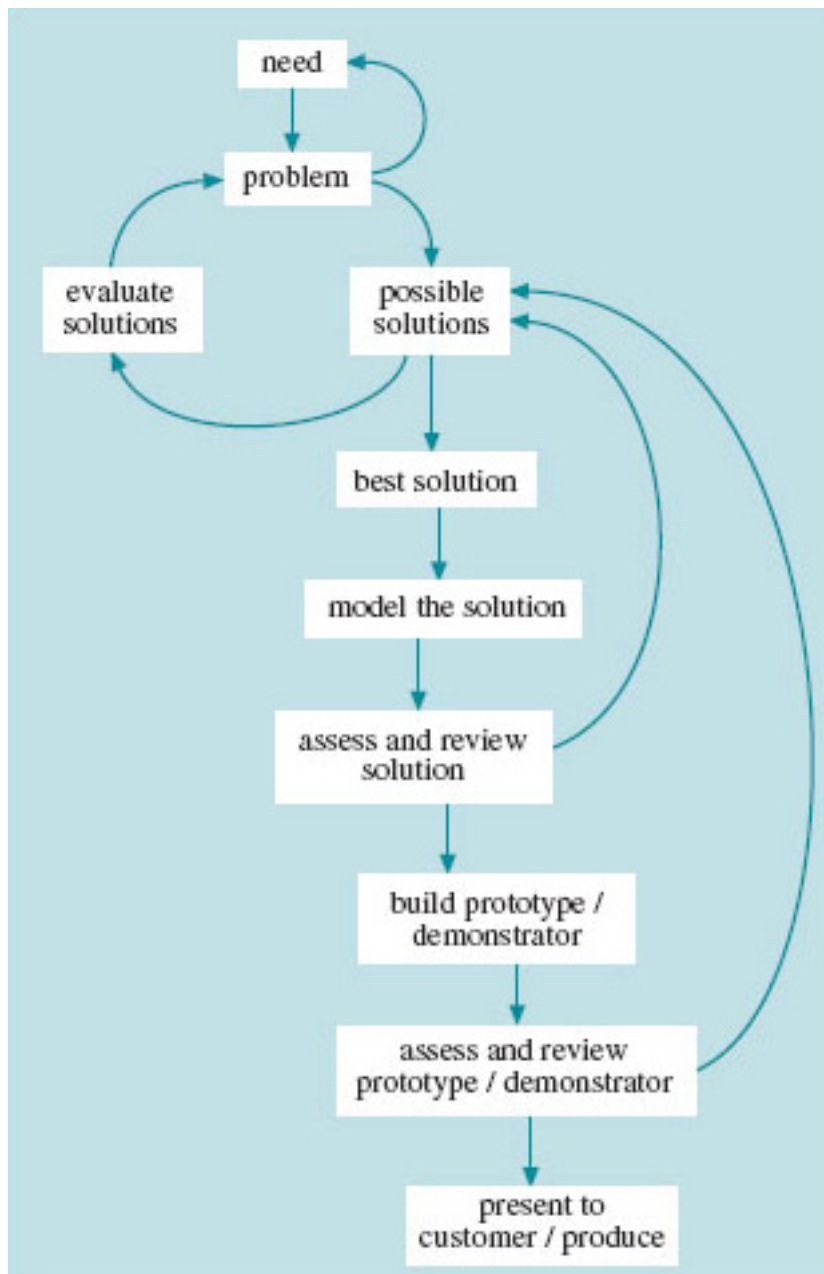 need
problem
evaluate
solutions
possible
solutions
best solution
model the solution
assess and review
solution
build prototype /
demonstrator
assess and review
prototype / demonstrator
present to
customer / produce